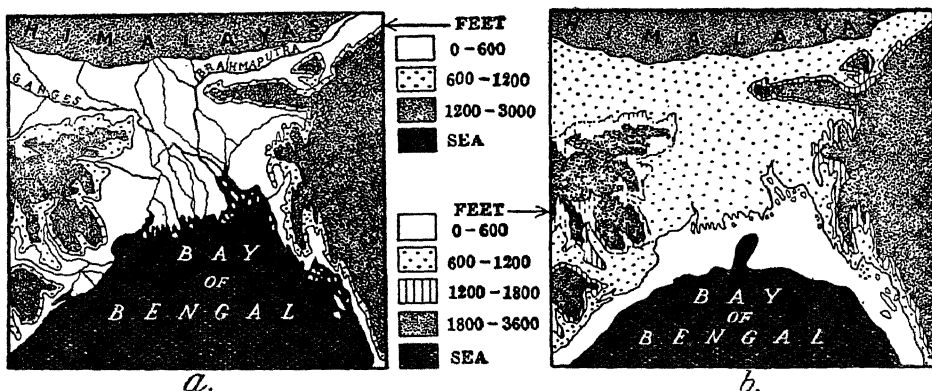 HIMALAYAS
BRAHMAPUTRA
GANGES
BAY
OF
BENGAL
a.
FEET
0-600
600-1200
1200-3000
SEA
FEET
0-600
600-1200
1200-1800
1800-3600
SEA
HIMALAYAS
BAY
OF
BENGAL
b.